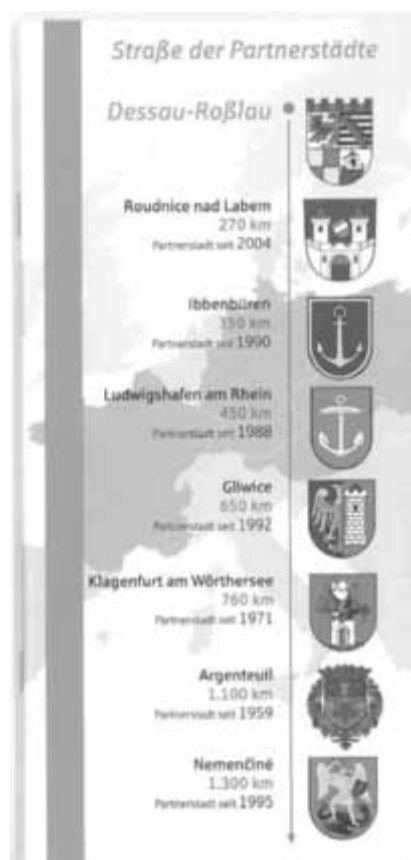 Straße der Partnerstädte
Dessau-Roßlau
Roudnice nad Labem
270 km
Partnerstadt seit 2004
Ibbenbüren
350 km
Partnerstadt seit 1990
Ludwigshafen am Rhein
450 km
Partnerstadt seit 1988
Gliwice
650 km
Partnerstadt seit 1992
Klagenfurt am Wörthersee
760 km
Partnerstadt seit 1971
Argenteuil
1.100 km
Partnerstadt seit 1959
Nemenčinė
1.300 km
Partnerstadt seit 1995